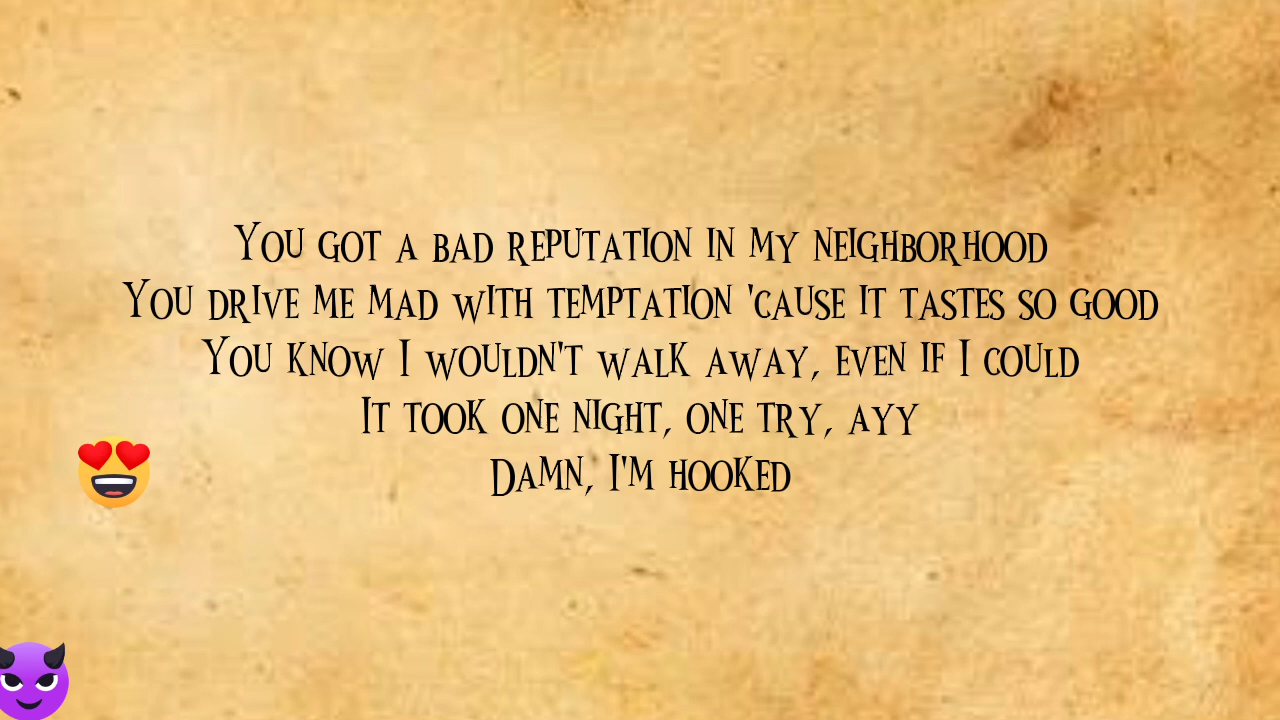 You got a bad reputation in my neighborhood
You drive me mad with temptation 'cause it tastes so good
You know I wouldn't walk away, even if I could
It took one night, one try, ayy
Damn, I'm hooked